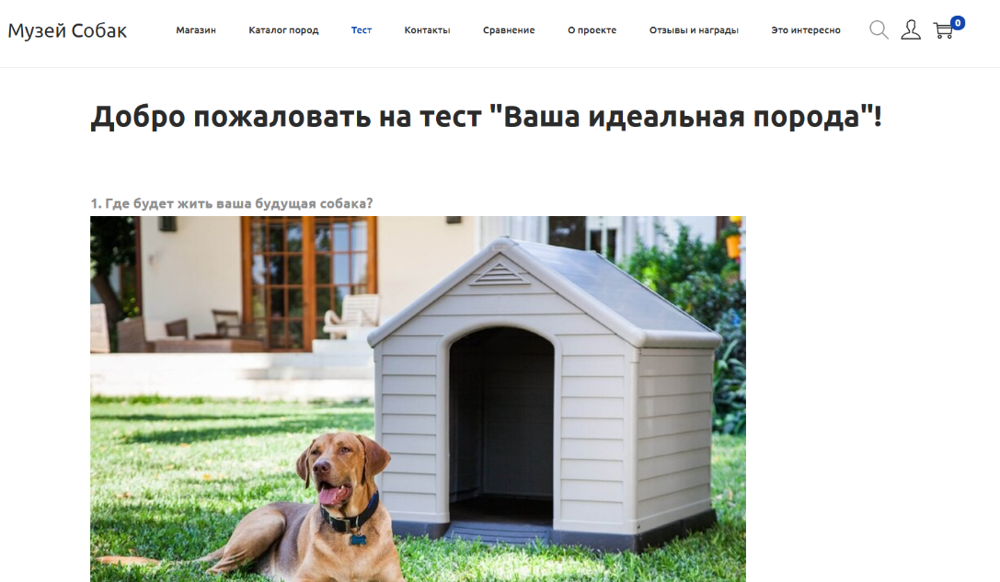 Музей Собак
Магазин
Каталог пород
Тест
Контакты
Сравнение
О проекте
Отзывы и награды
Это интересно
0
Добро пожаловать на тест "Ваша идеальная порода"!
1. Где будет жить ваша будущая собака?